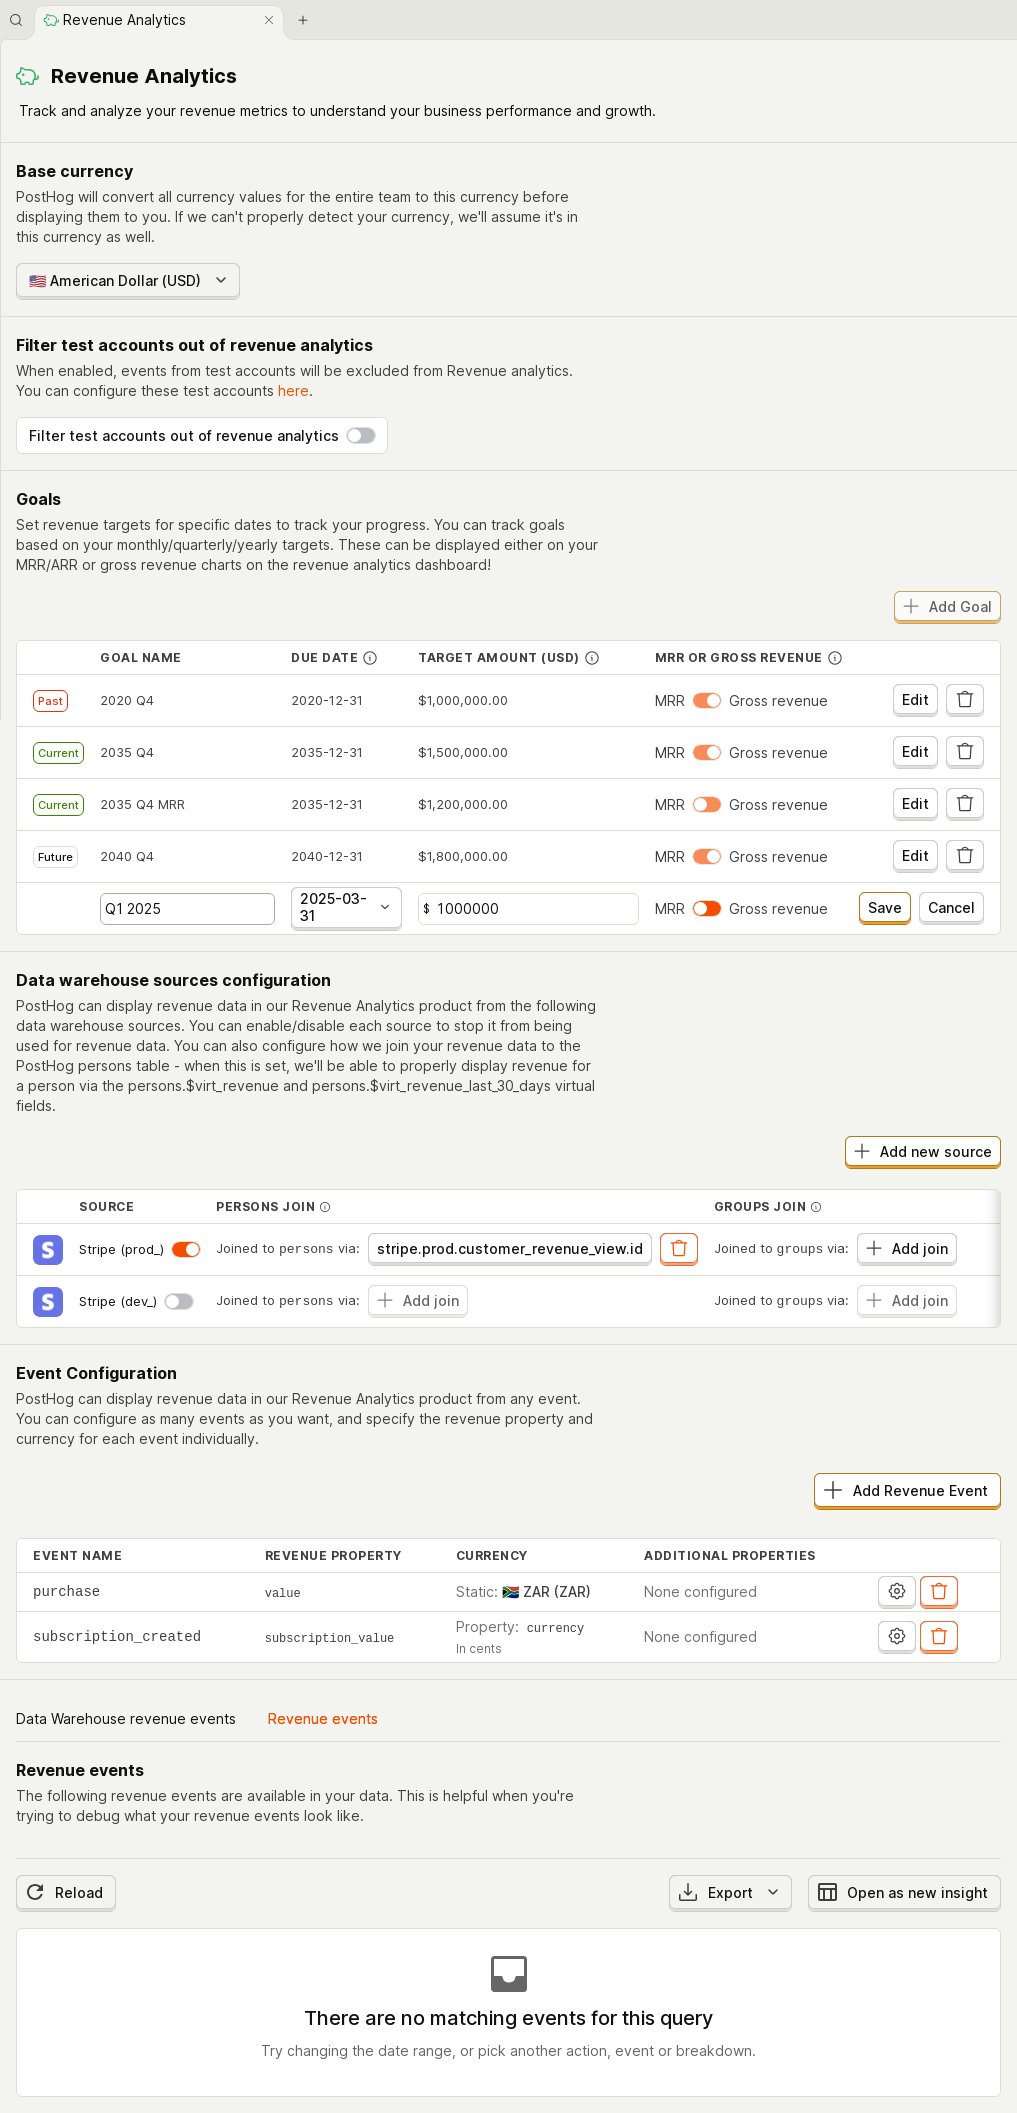 Revenue Analytics
Revenue Analytics
Track and analyze your revenue metrics to understand your business performance and growth.
Base currency
PostHog will convert all currency values for the entire team to this currency before
displaying them to you. If we can't properly detect your currency, we'll assume it's in
this currency as well.
🇺🇸 American Dollar (USD)
Filter test accounts out of revenue analytics
When enabled, events from test accounts will be excluded from Revenue analytics.
You can configure these test accounts here.
Filter test accounts out of revenue analytics
Goals
Set revenue targets for specific dates to track your progress. You can track goals
based on your monthly/quarterly/yearly targets. These can be displayed either on your
MRR/ARR or gross revenue charts on the revenue analytics dashboard!
Add Goal
GOAL NAME DUE DATE TARGET AMOUNT (USD) MRR OR GROSS REVENUE
Past 2020 Q4 2020-12-31 $1,000,000.00 MRR Gross revenue Edit
Current 2035 Q4 2035-12-31 $1,500,000.00 MRR Gross revenue Edit
Current 2035 Q4 MRR 2035-12-31 $1,200,000.00 MRR Gross revenue Edit
Future 2040 Q4 2040-12-31 $1,800,000.00 MRR Gross revenue Edit
Q1 2025 2025-03-31 $ 1000000 MRR Gross revenue Save Cancel
Data warehouse sources configuration
PostHog can display revenue data in our Revenue Analytics product from the following
data warehouse sources. You can enable/disable each source to stop it from being
used for revenue data. You can also configure how we join your revenue data to the
PostHog persons table - when this is set, we'll be able to properly display revenue for
a person via the persons.$virt_revenue and persons.$virt_revenue_last_30_days virtual
fields.
Add new source
SOURCE PERSONS JOIN GROUPS JOIN
S Stripe (prod_) Joined to persons via: stripe.prod.customer_revenue_view.id Joined to groups via: Add join
S Stripe (dev_) Joined to persons via: Add join Joined to groups via: Add join
Event Configuration
PostHog can display revenue data in our Revenue Analytics product from any event.
You can configure as many events as you want, and specify the revenue property and
currency for each event individually.
Add Revenue Event
EVENT NAME REVENUE PROPERTY CURRENCY ADDITIONAL PROPERTIES
purchase value Static: 🇿🇦 ZAR (ZAR) None configured
subscription_created subscription_value Property: currency None configured
In cents
Data Warehouse revenue events Revenue events
Revenue events
The following revenue events are available in your data. This is helpful when you're
trying to debug what your revenue events look like.
Reload Export Open as new insight
There are no matching events for this query
Try changing the date range, or pick another action, event or breakdown.